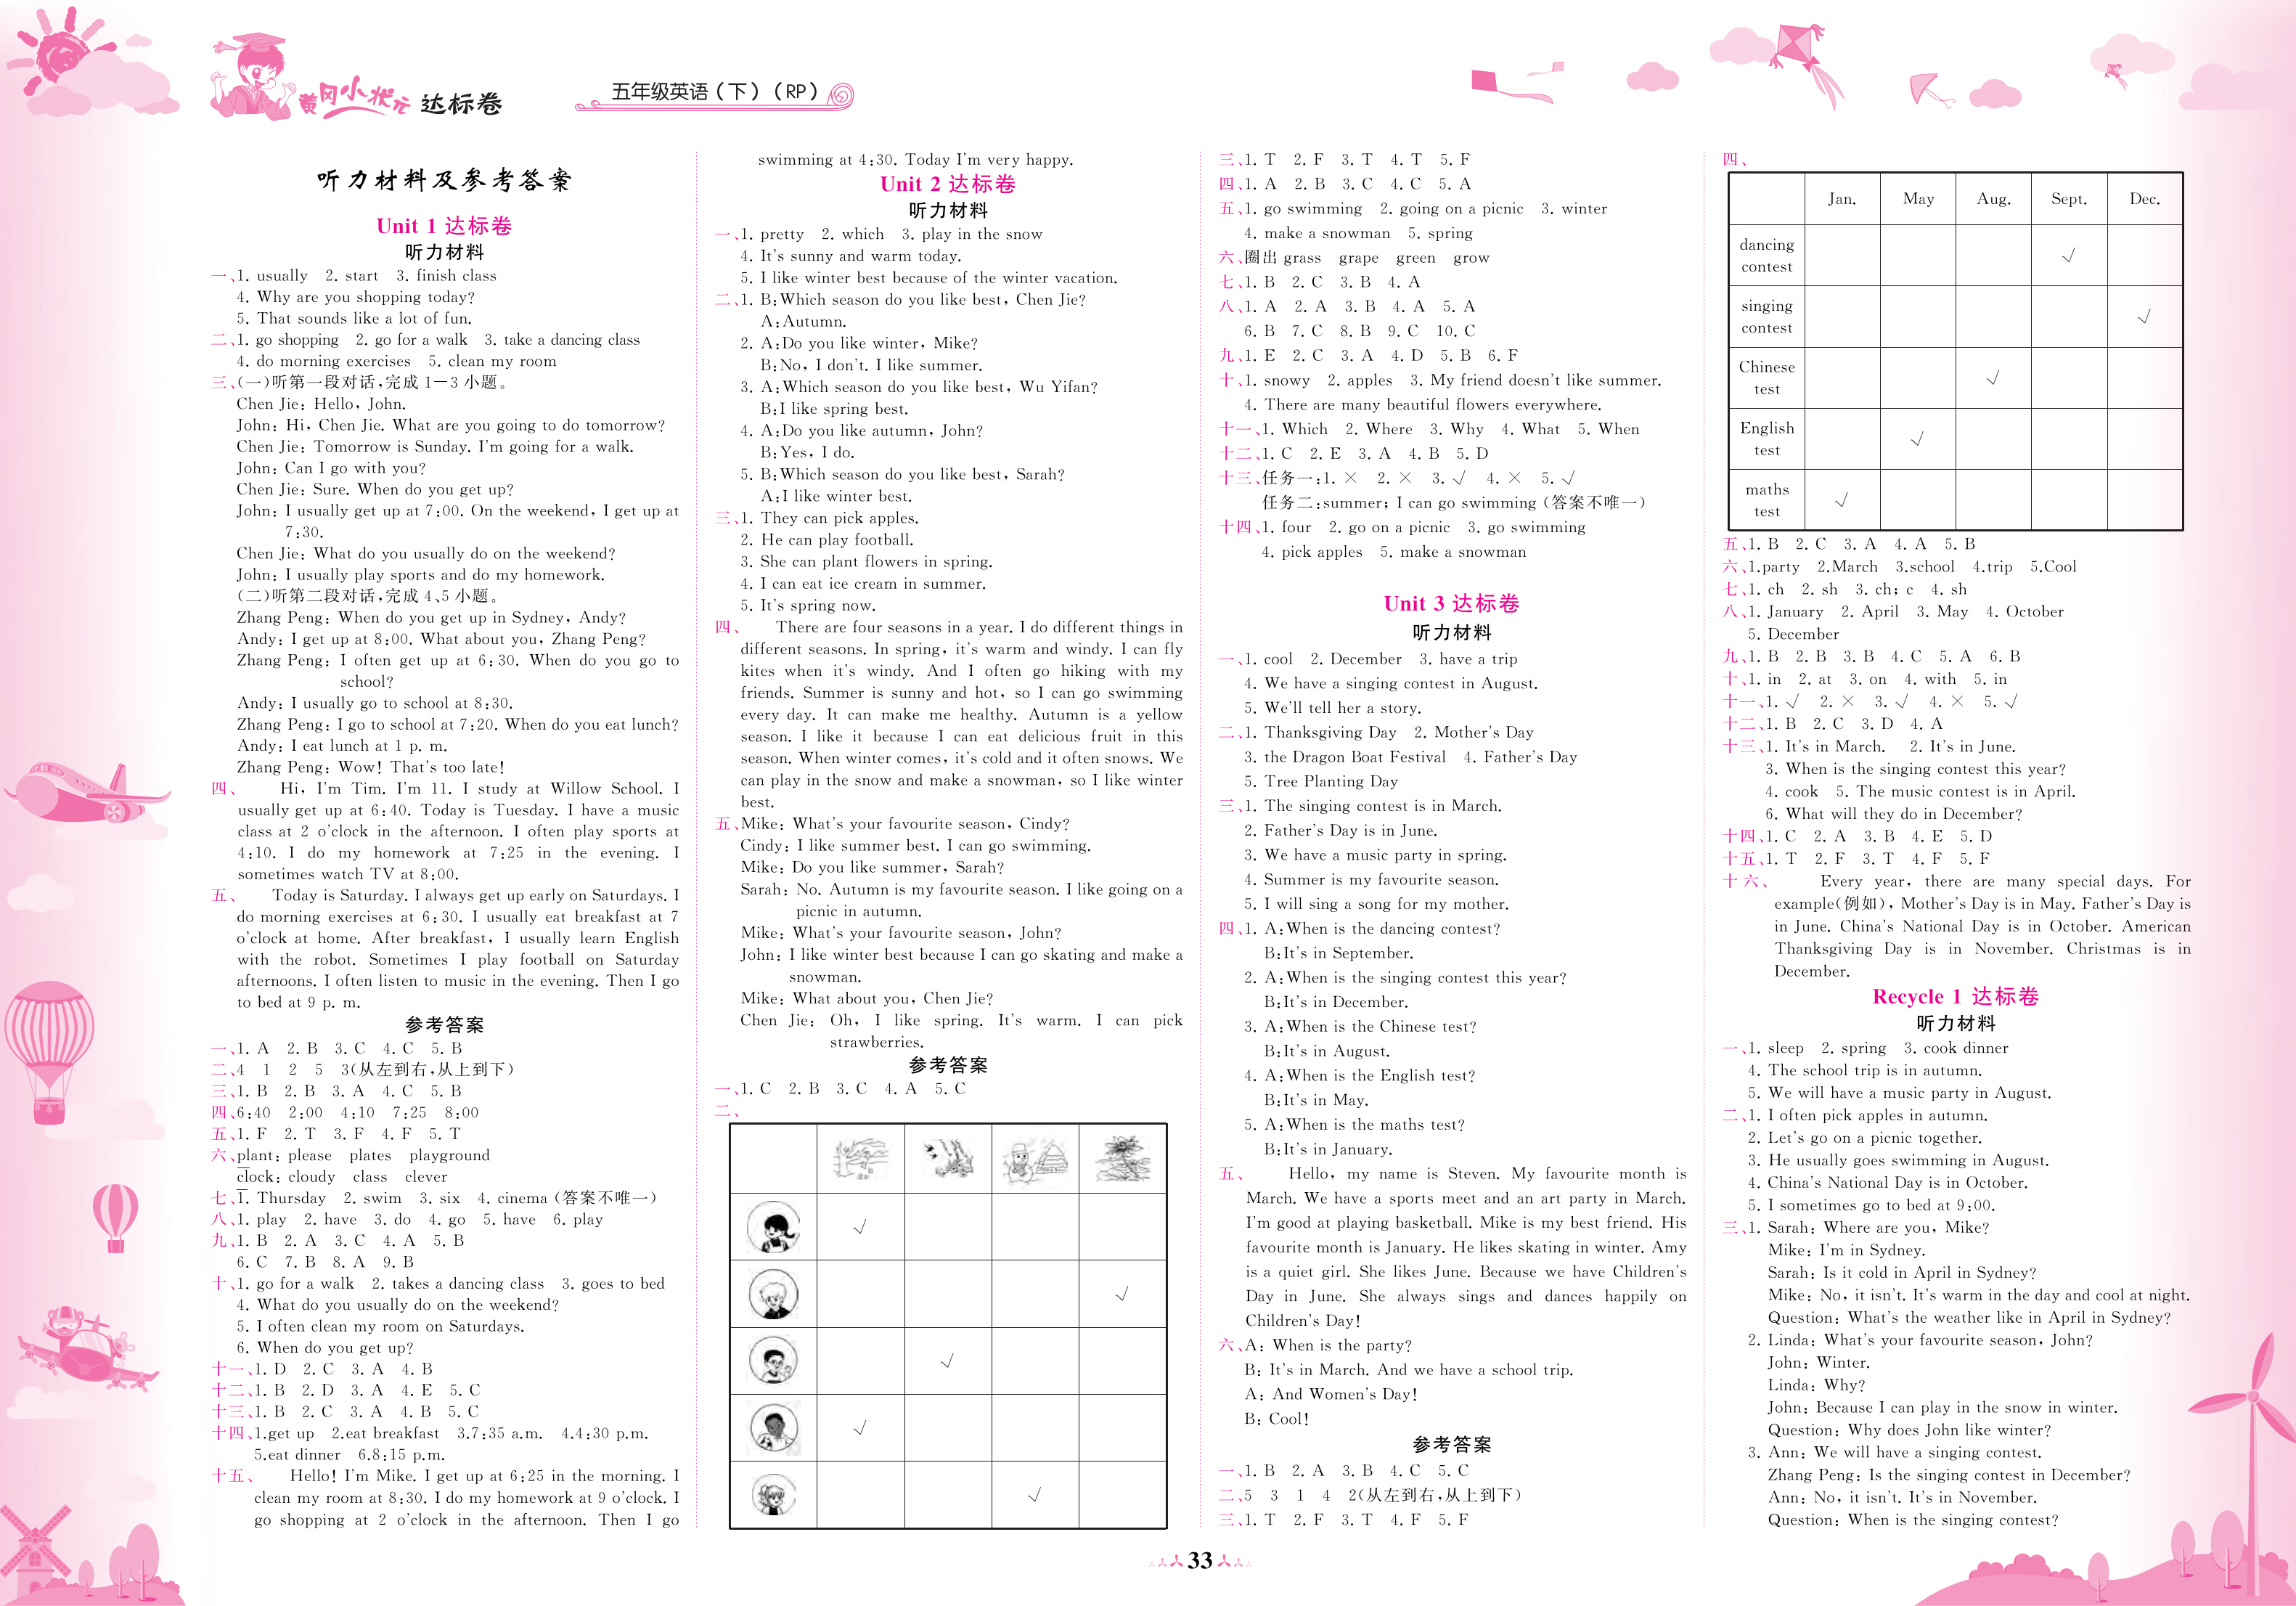 黄冈小状元 达标卷
五年级英语（下）（RP）
听力材料及参考答案
Unit 1 达标卷
听力材料
一、1. usually 2. start 3. finish class
4. Why are you shopping today?
5. That sounds like a lot of fun.
二、1. go shopping 2. go for a walk 3. take a dancing class
4. do morning exercises 5. clean my room
三、(一)听第一段对话,完成 1—3 小题。
Chen Jie: Hello, John.
John: Hi, Chen Jie. What are you going to do tomorrow?
Chen Jie: Tomorrow is Sunday. I'm going for a walk.
John: Can I go with you?
Chen Jie: Sure. When do you get up?
John: I usually get up at 7:00. On the weekend, I get up at
7:30.
Chen Jie: What do you usually do on the weekend?
John: I usually play sports and do my homework.
(二)听第二段对话,完成 4、5 小题。
Zhang Peng: When do you get up in Sydney, Andy?
Andy: I get up at 8:00. What about you, Zhang Peng?
Zhang Peng: I often get up at 6:30. When do you go to
school?
Andy: I usually go to school at 8:30.
Zhang Peng: I go to school at 7:20. When do you eat lunch?
Andy: I eat lunch at 1 p. m.
Zhang Peng: Wow! That's too late!
四、 Hi, I'm Tim. I'm 11. I study at Willow School. I
usually get up at 6:40. Today is Tuesday. I have a music
class at 2 o'clock in the afternoon. I often play sports at
4:10. I do my homework at 7:25 in the evening. I
sometimes watch TV at 8:00.
五、 Today is Saturday. I always get up early on Saturdays. I
do morning exercises at 6:30. I usually eat breakfast at 7
o'clock at home. After breakfast, I usually learn English
with the robot. Sometimes I play football on Saturday
afternoons. I often listen to music in the evening. Then I go
to bed at 9 p. m.
参考答案
一、1. A 2. B 3. C 4. C 5. B
二、4 1 2 5 3(从左到右,从上到下)
三、1. B 2. B 3. A 4. C 5. B
四、6:40 2:00 4:10 7:25 8:00
五、1. F 2. T 3. F 4. F 5. T
六、plant: please plates playground
clock: cloudy class clever
七、1. Thursday 2. swim 3. six 4. cinema (答案不唯一)
八、1. play 2. have 3. do 4. go 5. have 6. play
九、1. B 2. A 3. C 4. A 5. B
6. C 7. B 8. A 9. B
十、1. go for a walk 2. takes a dancing class 3. goes to bed
4. What do you usually do on the weekend?
5. I often clean my room on Saturdays.
6. When do you get up?
十一、1. D 2. C 3. A 4. B
十二、1. B 2. D 3. A 4. E 5. C
十三、1. B 2. C 3. A 4. B 5. C
十四、1.get up 2.eat breakfast 3.7:35 a.m. 4.4:30 p.m.
5.eat dinner 6.8:15 p.m.
十五、 Hello! I'm Mike. I get up at 6:25 in the morning. I
clean my room at 8:30. I do my homework at 9 o'clock. I
go shopping at 2 o'clock in the afternoon. Then I go
swimming at 4:30. Today I'm very happy.
Unit 2 达标卷
听力材料
一、1. pretty 2. which 3. play in the snow
4. It's sunny and warm today.
5. I like winter best because of the winter vacation.
二、1. B:Which season do you like best, Chen Jie?
A:Autumn.
2. A:Do you like winter, Mike?
B:No, I don't. I like summer.
3. A:Which season do you like best, Wu Yifan?
B:I like spring best.
4. A:Do you like autumn, John?
B:Yes, I do.
5. B:Which season do you like best, Sarah?
A:I like winter best.
三、1. They can pick apples.
2. He can play football.
3. She can plant flowers in spring.
4. I can eat ice cream in summer.
5. It's spring now.
四、 There are four seasons in a year. I do different things in
different seasons. In spring, it's warm and windy. I can fly
kites when it's windy. And I often go hiking with my
friends. Summer is sunny and hot, so I can go swimming
every day. It can make me healthy. Autumn is a yellow
season. I like it because I can eat delicious fruit in this
season. When winter comes, it's cold and it often snows. We
can play in the snow and make a snowman, so I like winter
best.
五、Mike: What's your favourite season, Cindy?
Cindy: I like summer best. I can go swimming.
Mike: Do you like summer, Sarah?
Sarah: No. Autumn is my favourite season. I like going on a
picnic in autumn.
Mike: What's your favourite season, John?
John: I like winter best because I can go skating and make a
snowman.
Mike: What about you, Chen Jie?
Chen Jie: Oh, I like spring. It's warm. I can pick
strawberries.
参考答案
一、1. C 2. B 3. C 4. A 5. C
二、
√
√
√
√
√
三、1. T 2. F 3. T 4. T 5. F
四、1. A 2. B 3. C 4. C 5. A
五、1. go swimming 2. going on a picnic 3. winter
4. make a snowman 5. spring
六、圈出 grass grape green grow
七、1. B 2. C 3. B 4. A
八、1. A 2. A 3. B 4. A 5. A
6. B 7. C 8. B 9. C 10. C
九、1. E 2. C 3. A 4. D 5. B 6. F
十、1. snowy 2. apples 3. My friend doesn't like summer.
4. There are many beautiful flowers everywhere.
十一、1. Which 2. Where 3. Why 4. What 5. When
十二、1. C 2. E 3. A 4. B 5. D
十三、任务一:1. × 2. × 3. √ 4. × 5. √
任务二:summer; I can go swimming (答案不唯一)
十四、1. four 2. go on a picnic 3. go swimming
4. pick apples 5. make a snowman
Unit 3 达标卷
听力材料
一、1. cool 2. December 3. have a trip
4. We have a singing contest in August.
5. We'll tell her a story.
二、1. Thanksgiving Day 2. Mother's Day
3. the Dragon Boat Festival 4. Father's Day
5. Tree Planting Day
三、1. The singing contest is in March.
2. Father's Day is in June.
3. We have a music party in spring.
4. Summer is my favourite season.
5. I will sing a song for my mother.
四、1. A:When is the dancing contest?
B:It's in September.
2. A:When is the singing contest this year?
B:It's in December.
3. A:When is the Chinese test?
B:It's in August.
4. A:When is the English test?
B:It's in May.
5. A:When is the maths test?
B:It's in January.
五、 Hello, my name is Steven. My favourite month is
March. We have a sports meet and an art party in March.
I'm good at playing basketball. Mike is my best friend. His
favourite month is January. He likes skating in winter. Amy
is a quiet girl. She likes June. Because we have Children's
Day in June. She always sings and dances happily on
Children's Day!
六、A: When is the party?
B: It's in March. And we have a school trip.
A: And Women's Day!
B: Cool!
参考答案
一、1. B 2. A 3. B 4. C 5. C
二、5 3 1 4 2(从左到右,从上到下)
三、1. T 2. F 3. T 4. F 5. F
四、
Jan. May Aug. Sept. Dec.
dancing contest √
singing contest √
Chinese test √
English test √
maths test √
五、1. B 2. C 3. A 4. A 5. B
六、1.party 2.March 3.school 4.trip 5.Cool
七、1. ch 2. sh 3. ch; c 4. sh
八、1. January 2. April 3. May 4. October
5. December
九、1. B 2. B 3. B 4. C 5. A 6. B
十、1. in 2. at 3. on 4. with 5. in
十一、1. √ 2. × 3. √ 4. × 5. √
十二、1. B 2. C 3. D 4. A
十三、1. It's in March. 2. It's in June.
3. When is the singing contest this year?
4. cook 5. The music contest is in April.
6. What will they do in December?
十四、1. C 2. A 3. B 4. E 5. D
十五、1. T 2. F 3. T 4. F 5. F
十六、 Every year, there are many special days. For
example(例如), Mother's Day is in May. Father's Day is
in June. China's National Day is in October. American
Thanksgiving Day is in November. Christmas is in
December.
Recycle 1 达标卷
听力材料
一、1. sleep 2. spring 3. cook dinner
4. The school trip is in autumn.
5. We will have a music party in August.
二、1. I often pick apples in autumn.
2. Let's go on a picnic together.
3. He usually goes swimming in August.
4. China's National Day is in October.
5. I sometimes go to bed at 9:00.
三、1. Sarah: Where are you, Mike?
Mike: I'm in Sydney.
Sarah: Is it cold in April in Sydney?
Mike: No, it isn't. It's warm in the day and cool at night.
Question: What's the weather like in April in Sydney?
2. Linda: What's your favourite season, John?
John: Winter.
Linda: Why?
John: Because I can play in the snow in winter.
Question: Why does John like winter?
3. Ann: We will have a singing contest.
Zhang Peng: Is the singing contest in December?
Ann: No, it isn't. It's in November.
Question: When is the singing contest?
33